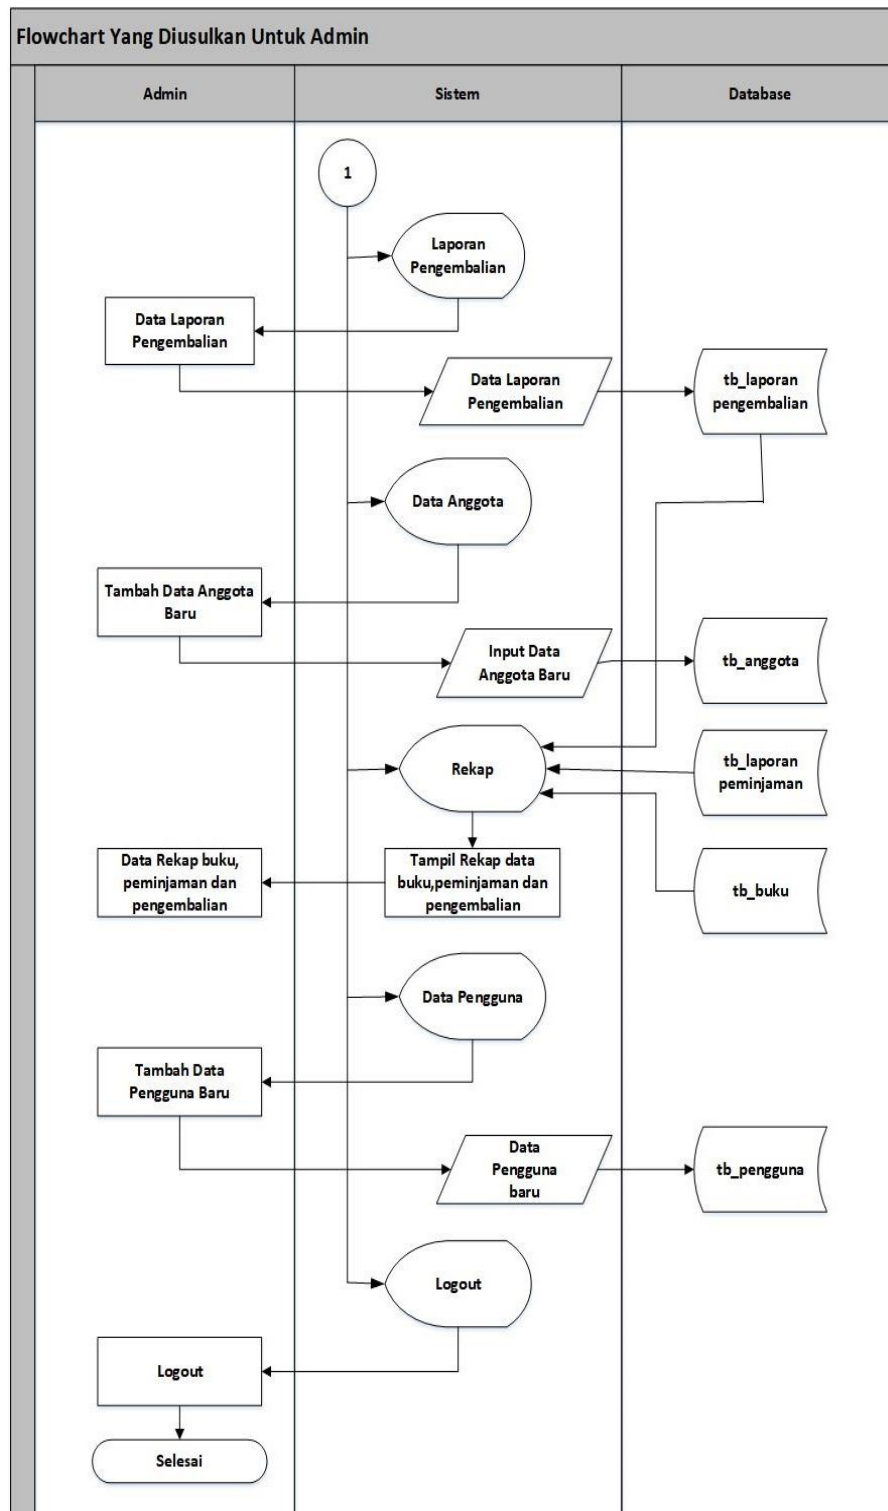 Flowchart Yang Diusulkan Untuk Admin
Admin
Sistem
Database
1
Laporan
Pengembalian
Data Laporan
Pengembalian
Data Laporan
Pengembalian
tb_laporan
pengembalian
Data Anggota
Tambah Data Anggota
Baru
Input Data
Anggota Baru
tb_anggota
Rekap
tb_laporan
peminjaman
Data Rekap buku,
peminjaman dan
pengembalian
Tampil Rekap data
buku,peminjaman dan
pengembalian
tb_buku
Data Pengguna
Tambah Data
Pengguna Baru
Data
Pengguna
baru
tb_pengguna
Logout
Logout
Selesai